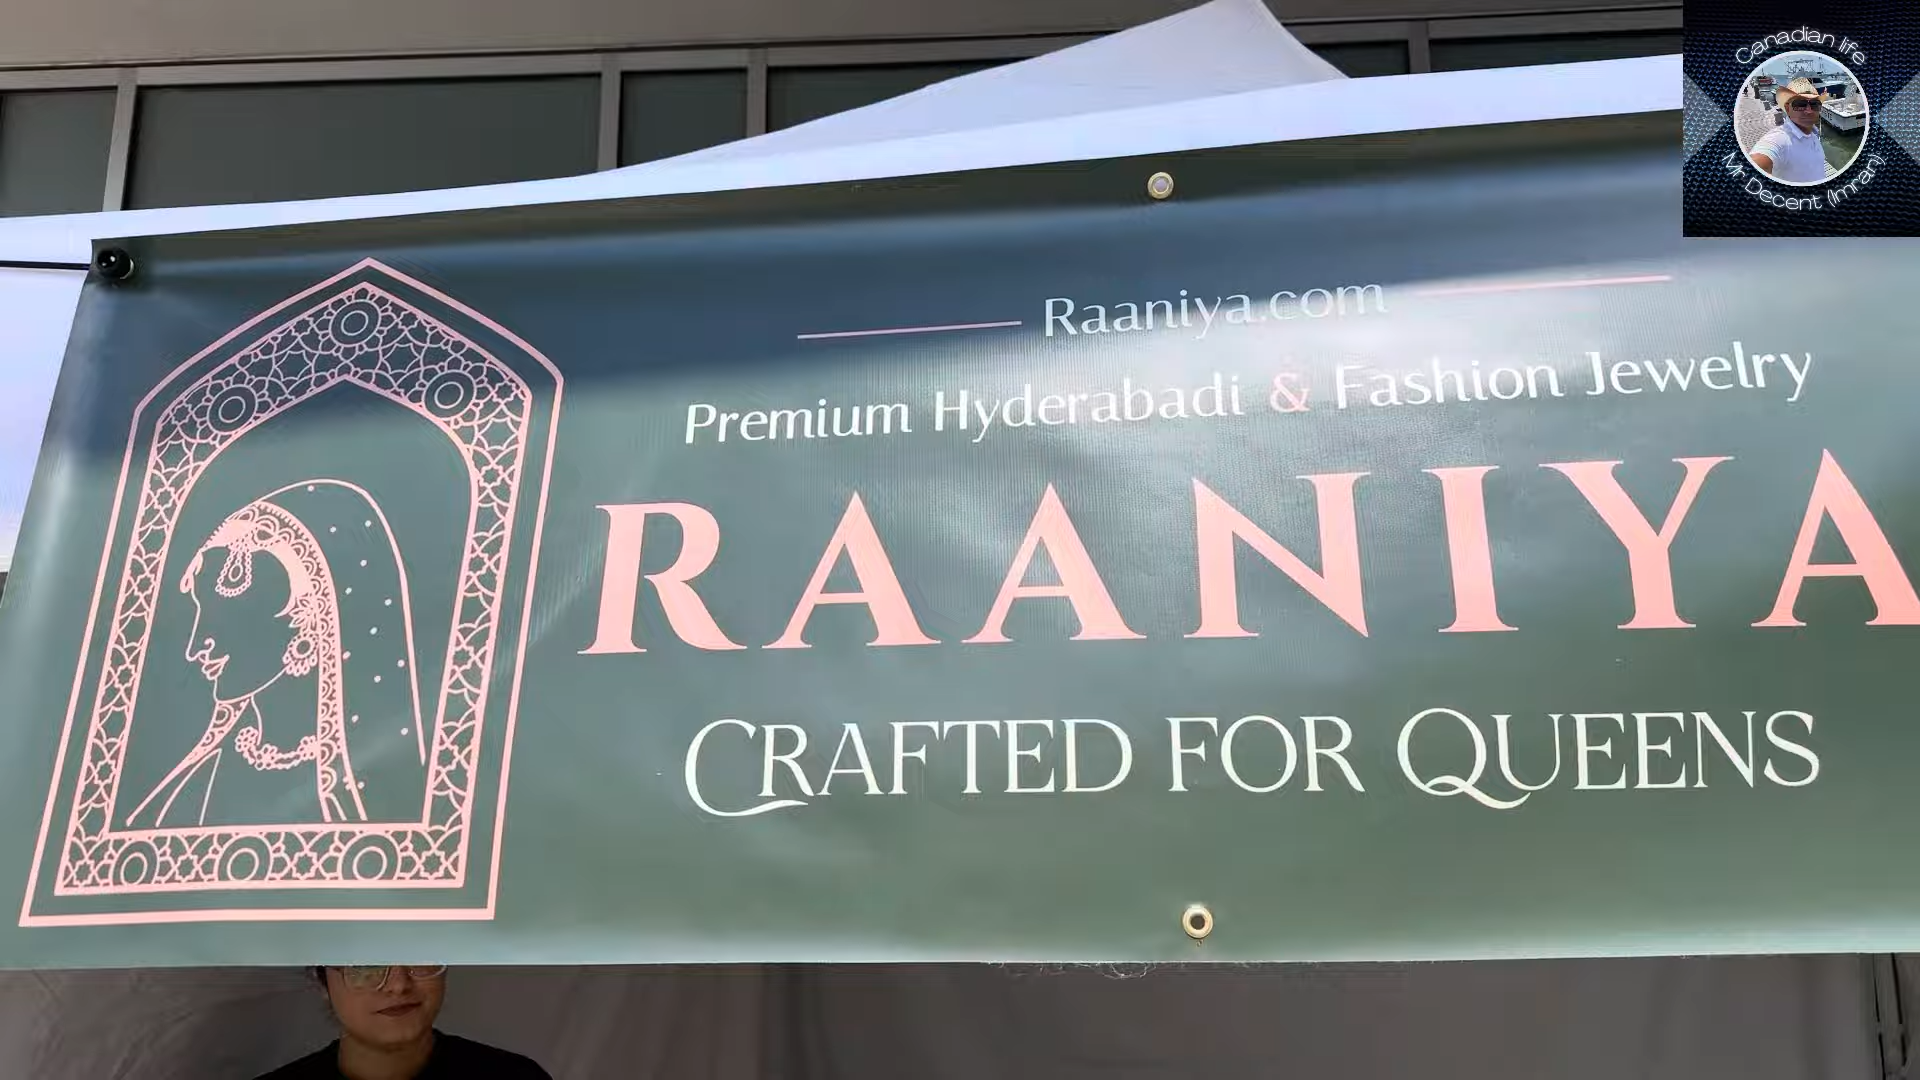 Raaniya.com
Premium Hyderabadi & Fashion Jewelry
RAANIYA
CRAFTED FOR QUEENS
Canadian life
Mr Decent (Imran)